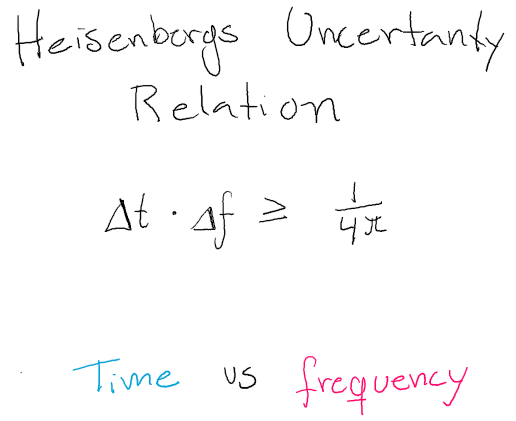 Heisenbergs Uncertanty
Relation
Δt · Δf ≥ 1/4π
Time vs frequency